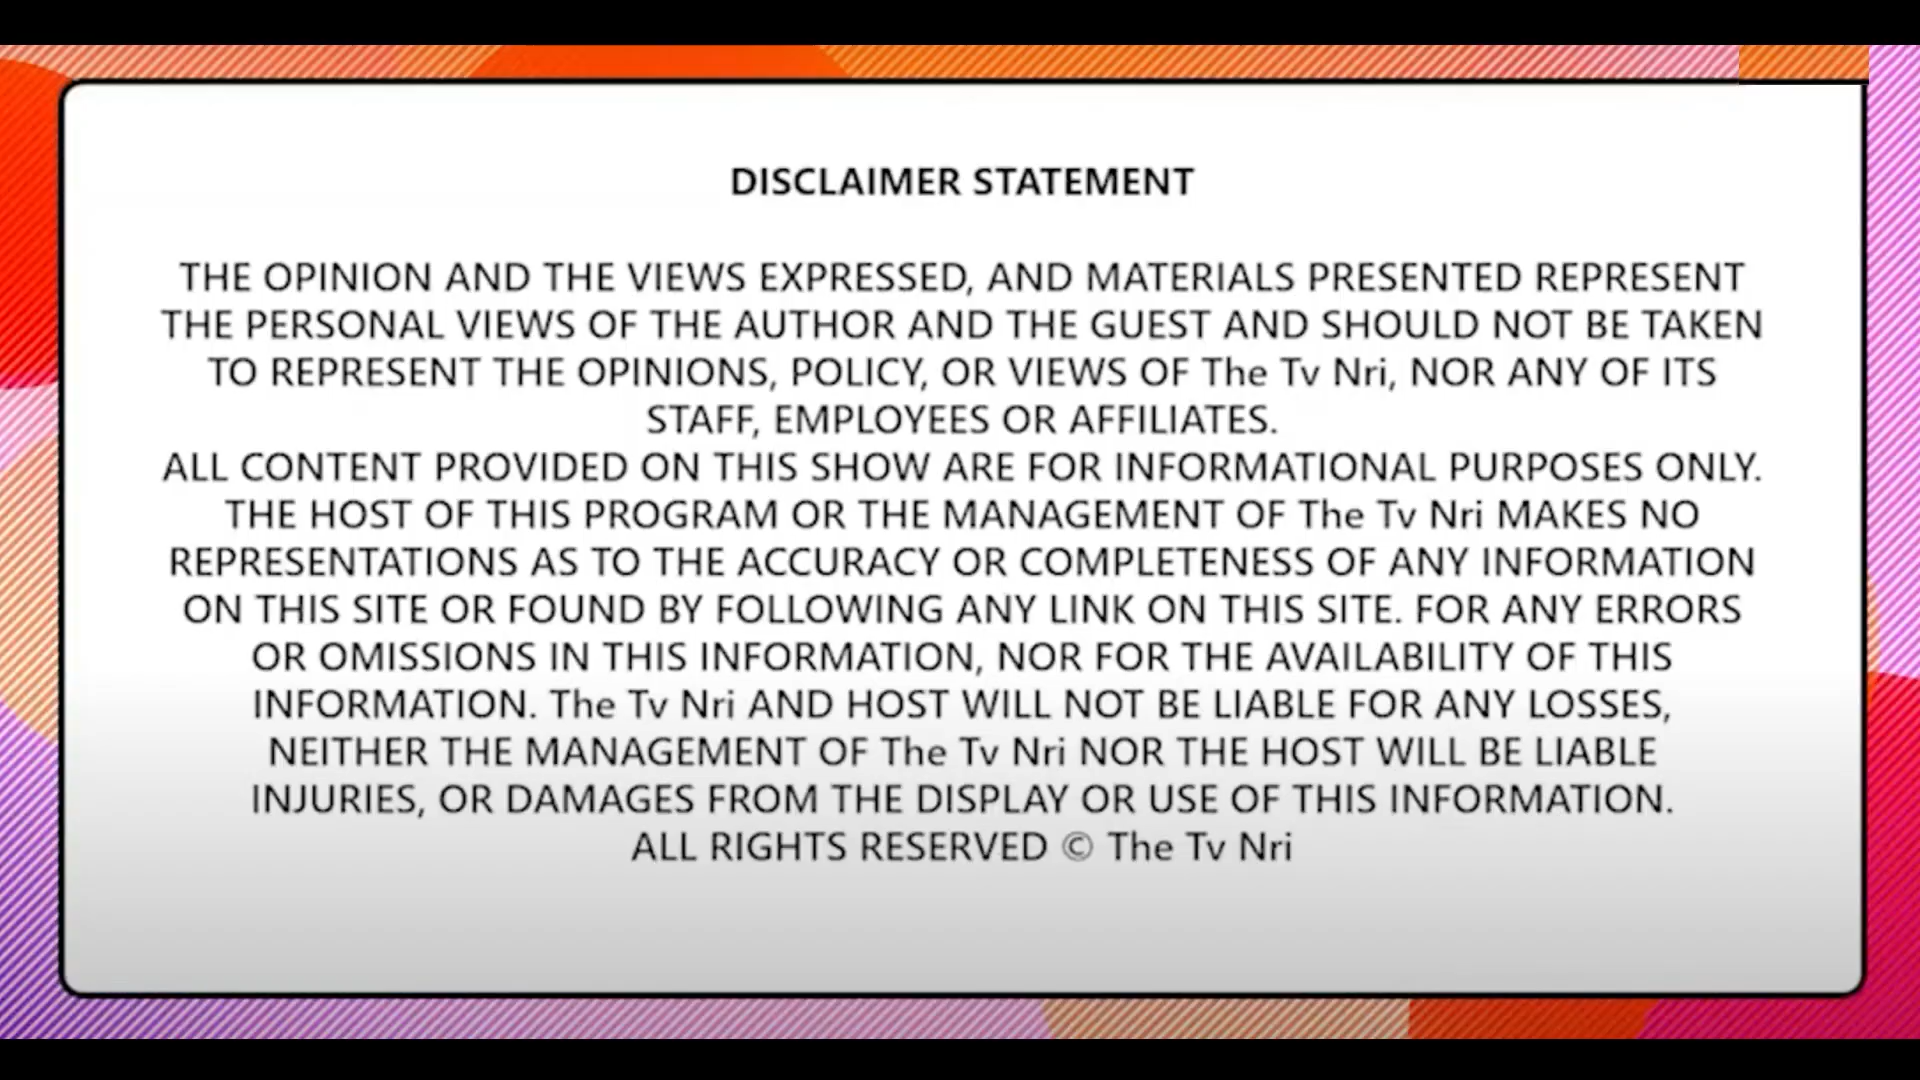 DISCLAIMER STATEMENT
THE OPINION AND THE VIEWS EXPRESSED, AND MATERIALS PRESENTED REPRESENT
THE PERSONAL VIEWS OF THE AUTHOR AND THE GUEST AND SHOULD NOT BE TAKEN
TO REPRESENT THE OPINIONS, POLICY, OR VIEWS OF The Tv Nri, NOR ANY OF ITS
STAFF, EMPLOYEES OR AFFILIATES.
ALL CONTENT PROVIDED ON THIS SHOW ARE FOR INFORMATIONAL PURPOSES ONLY.
THE HOST OF THIS PROGRAM OR THE MANAGEMENT OF The Tv Nri MAKES NO
REPRESENTATIONS AS TO THE ACCURACY OR COMPLETENESS OF ANY INFORMATION
ON THIS SITE OR FOUND BY FOLLOWING ANY LINK ON THIS SITE. FOR ANY ERRORS
OR OMISSIONS IN THIS INFORMATION, NOR FOR THE AVAILABILITY OF THIS
INFORMATION. The Tv Nri AND HOST WILL NOT BE LIABLE FOR ANY LOSSES,
NEITHER THE MANAGEMENT OF The Tv Nri NOR THE HOST WILL BE LIABLE
INJURIES, OR DAMAGES FROM THE DISPLAY OR USE OF THIS INFORMATION.
ALL RIGHTS RESERVED © The Tv Nri